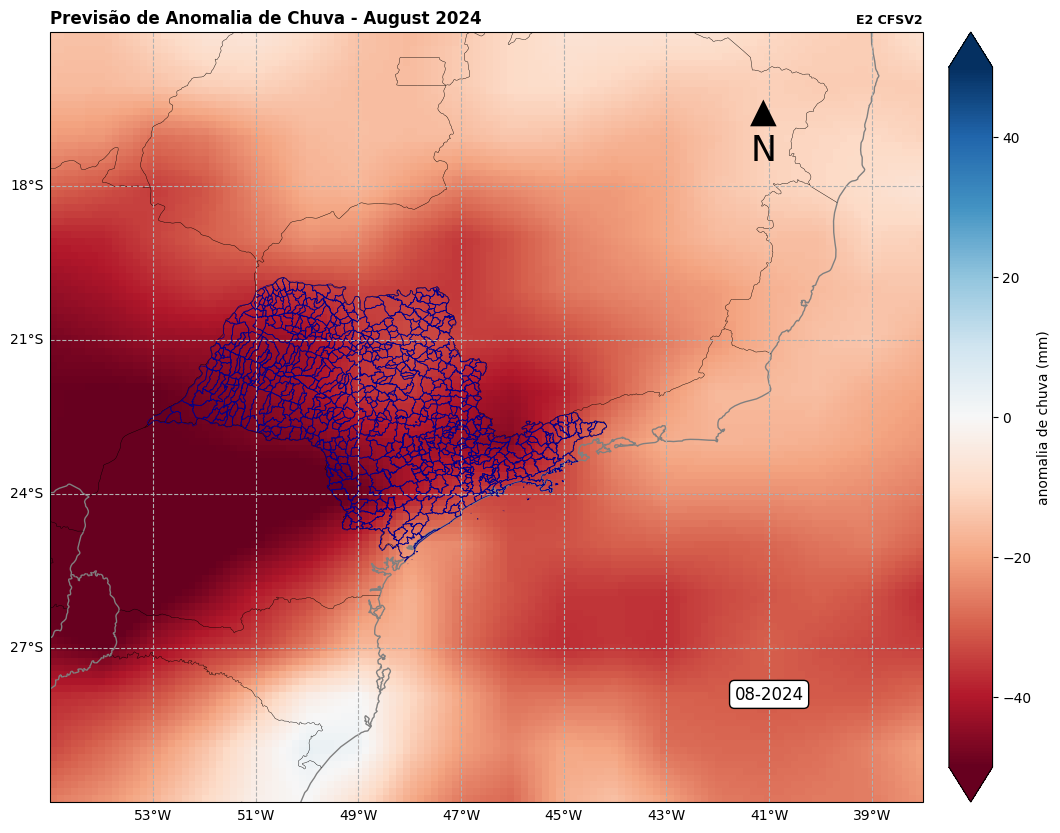 Previsão de Anomalia de Chuva - August 2024
E2 CFSV2
N
18°S
21°S
24°S
27°S
08-2024
53°W
51°W
49°W
47°W
45°W
43°W
41°W
39°W
40
20
0
−20
−40
anomalia de chuva (mm)